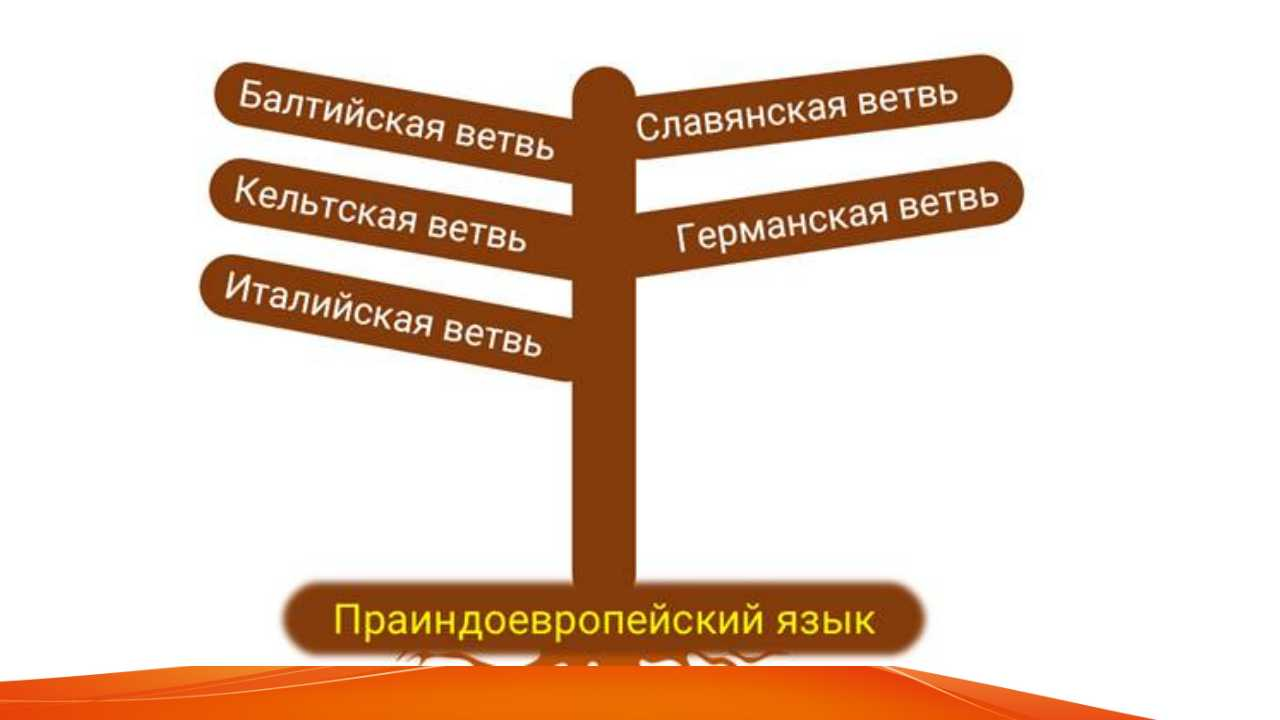 Балтийская ветвь
Славянская ветвь
Кельтская ветвь
Германская ветвь
Италийская ветвь
Праиндоевропейский язык